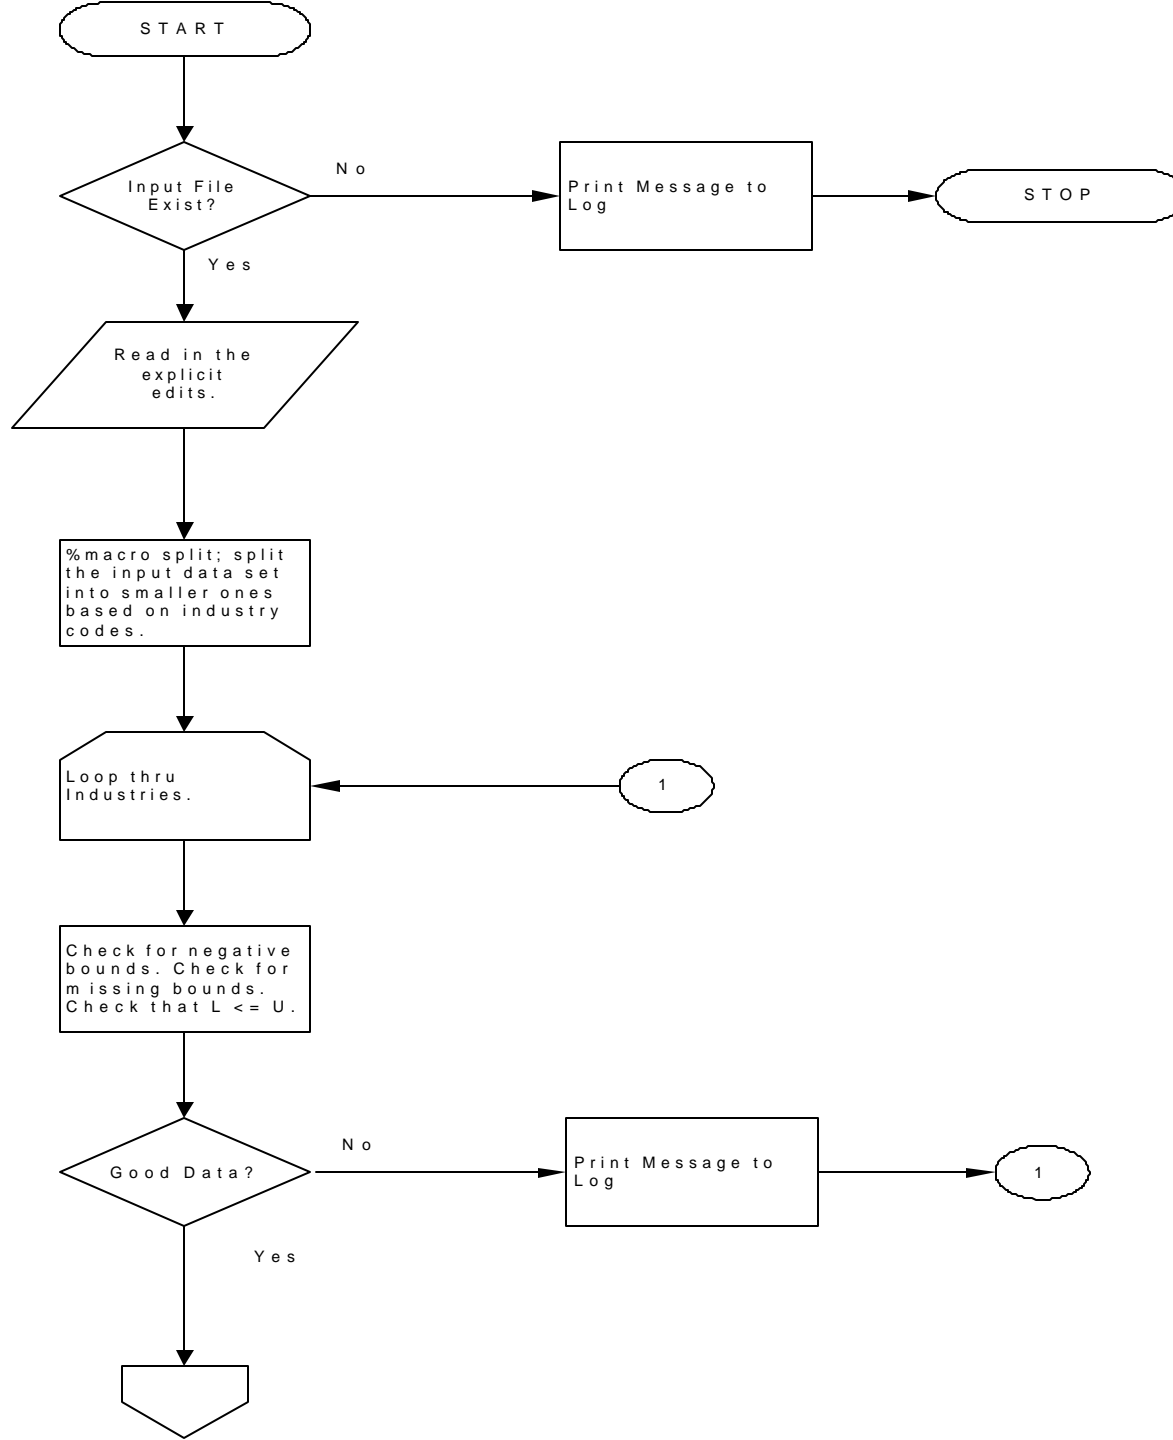 START
No
Input File
Exist?
Print Message to
Log
STOP
Yes
Read in the
explicit
edits.
%macro split; split
the input data set
into smaller ones
based on industry
codes.
Loop thru
Industries.
1
Check for negative
bounds. Check for
missing bounds.
Check that L <= U.
No
Good Data?
Print Message to
Log
1
Yes